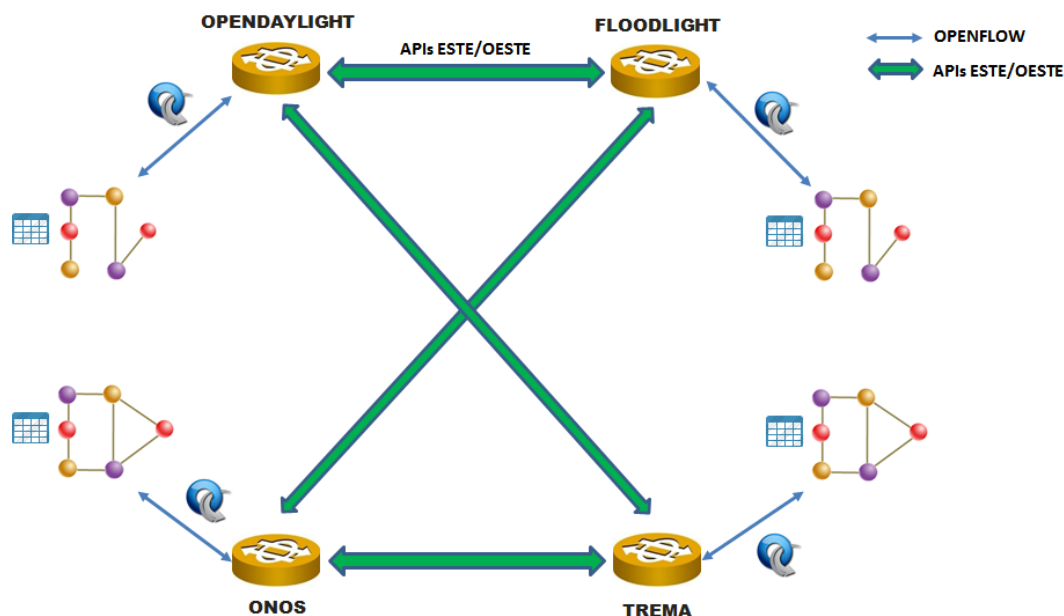 OPENDAYLIGHT
FLOODLIGHT
APIs ESTE/OESTE
OPENFLOW
APIs ESTE/OESTE
ONOS
TREMA